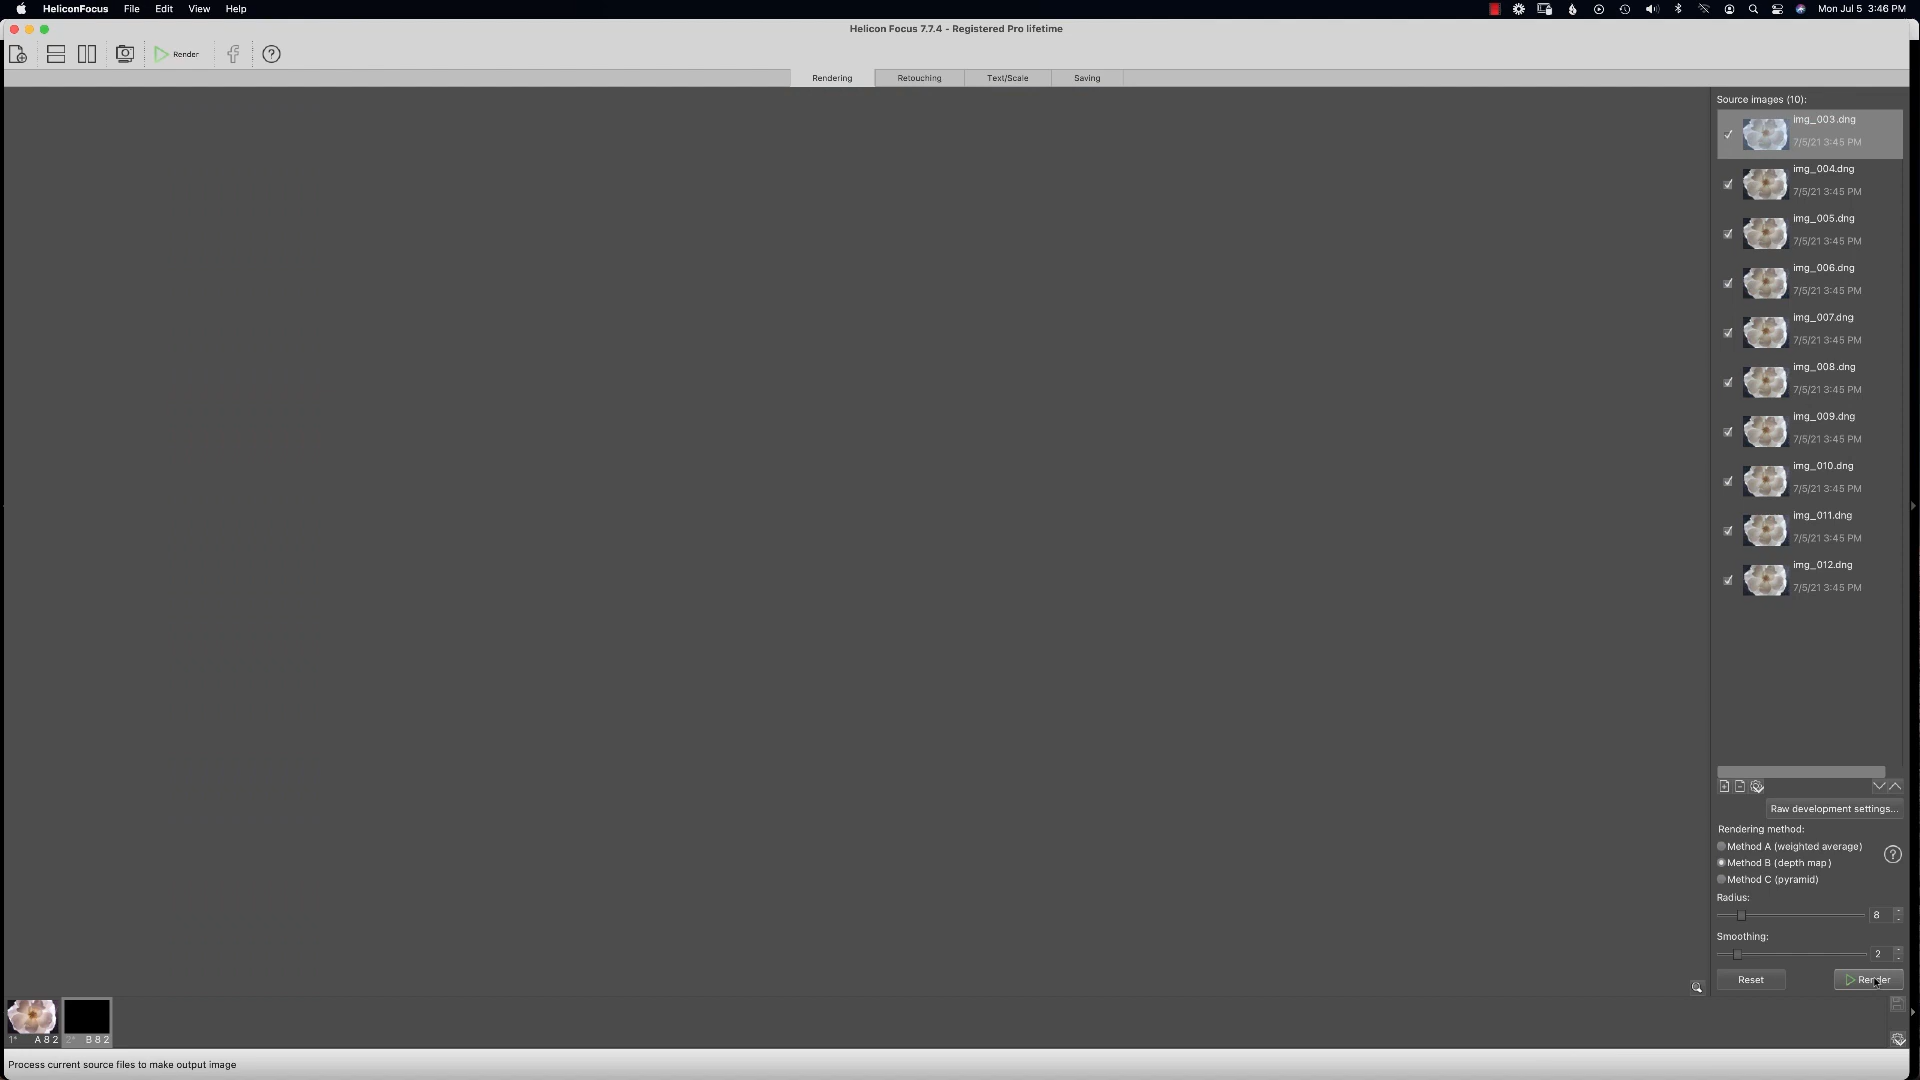 HeliconFocus File Edit View Help Mon Jul 5 3:46 PM
Helicon Focus 7.7.4 - Registered Pro lifetime
Render
Rendering Retouching Text/Scale Saving
Source images (10):
img_003.dng
7/5/21 3:45 PM
img_004.dng
7/5/21 3:45 PM
img_005.dng
7/5/21 3:45 PM
img_006.dng
7/5/21 3:45 PM
img_007.dng
7/5/21 3:45 PM
img_008.dng
7/5/21 3:45 PM
img_009.dng
7/5/21 3:45 PM
img_010.dng
7/5/21 3:45 PM
img_011.dng
7/5/21 3:45 PM
img_012.dng
7/5/21 3:45 PM
Raw development settings...
Rendering method:
Method A (weighted average)
Method B (depth map)
Method C (pyramid)
Radius:
8
Smoothing:
2
Reset Render
1* A 8 2 2* B 8 2
Process current source files to make output image